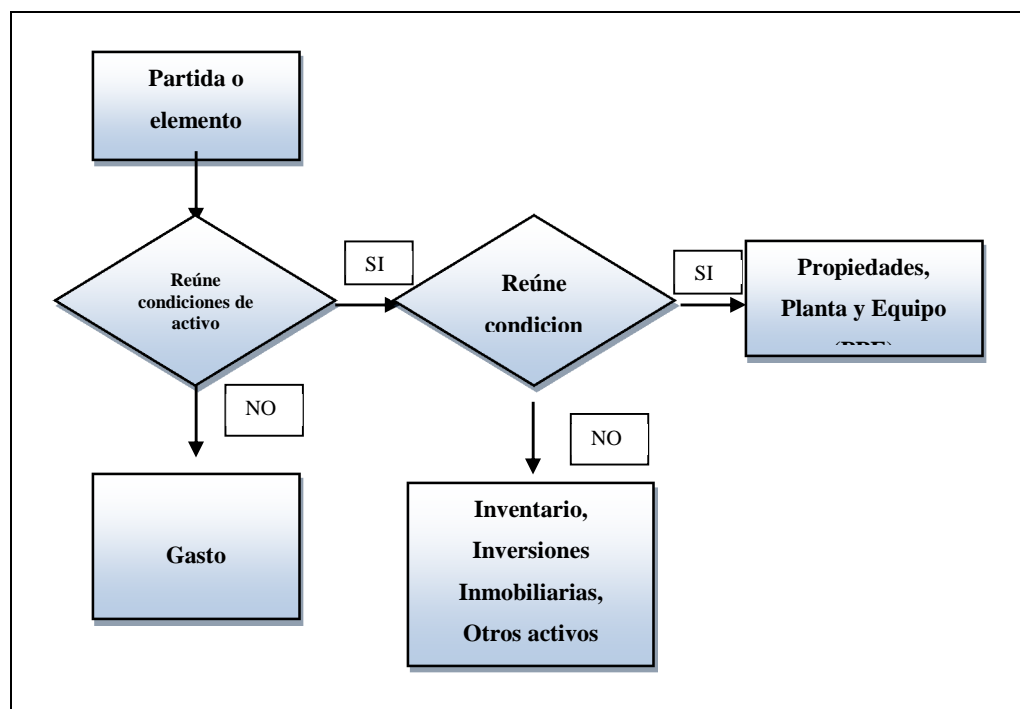 Partida o
elemento
Reúne
condiciones de
activo
SI
Reúne
condicion
SI
Propiedades,
Planta y Equipo
NO
Gasto
NO
Inventario,
Inversiones
Inmobiliarias,
Otros activos